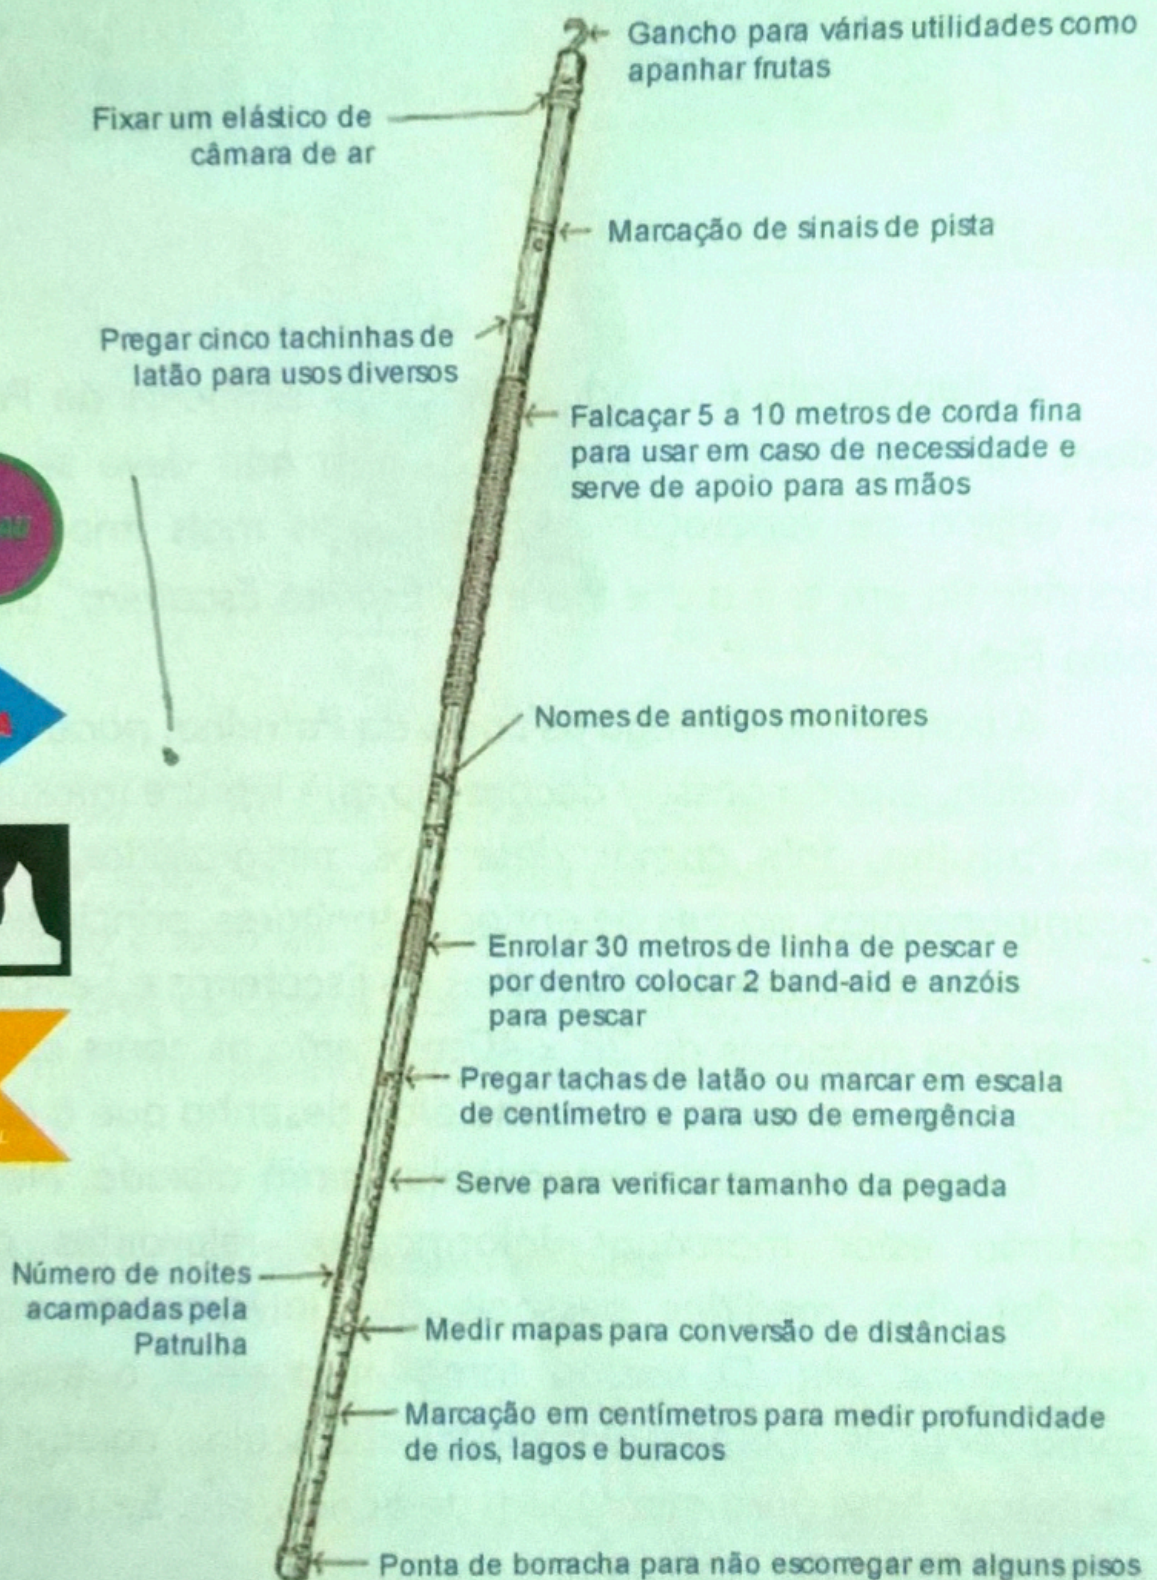 Gancho para várias utilidades como
apanhar frutas
Fixar um elástico de
câmara de ar
Marcação de sinais de pista
Pregar cinco tachinhas de
latão para usos diversos
Falcaçar 5 a 10 metros de corda fina
para usar em caso de necessidade e
serve de apoio para as mãos
Nomes de antigos monitores
Enrolar 30 metros de linha de pescar e
por dentro colocar 2 band-aid e anzóis
para pescar
Pregar tachas de latão ou marcar em escala
de centímetro e para uso de emergência
Serve para verificar tamanho da pegada
Número de noites
acampadas pela
Patrulha
Medir mapas para conversão de distâncias
Marcação em centímetros para medir profundidade
de rios, lagos e buracos
Ponta de borracha para não escorregar em alguns pisos